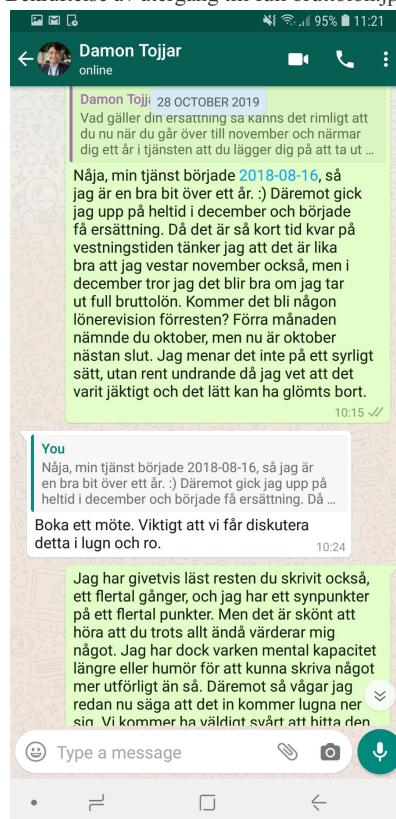 95% 11:21
Damon Tojjar
online
Damon Tojj
28 OCTOBER 2019
Vad gäller din ersättning så känns det rimligt att
du nu när du går över till november och närmar
dig ett år i tjänsten att du lägger dig på att ta ut ...
Nåja, min tjänst började 2018-08-16, så
jag är en bra bit över ett år. :) Däremot gick
jag upp på heltid i december och började
få ersättning. Då det är så kort tid kvar på
vestningstiden tänker jag att det är lika
bra att jag vestar november också, men i
december tror jag det blir bra om jag tar
ut full bruttolön. Kommer det bli någon
lönerevision förresten? Förra månaden
nämnde du oktober, men nu är oktober
nästan slut. Jag menar det inte på ett syrligt
sätt, utan rent undrande då jag vet att det
varit jäktigt och det lätt kan ha glömts bort.
10:15
You
Nåja, min tjänst började 2018-08-16, så jag är
en bra bit över ett år. :) Däremot gick jag upp på
heltid i december och började få ersättning. Då ...
Boka ett möte. Viktigt att vi får diskutera
detta i lugn och ro.
10:24
Jag har givetvis läst resten du skrivit också,
ett flertal gånger, och jag har ett synpunkter
på ett flertal punkter. Men det är skönt att
höra att du trots allt ändå värderar mig
något. Jag har dock varken mental kapacitet
längre eller humör för att kunna skriva något
mer utförligt än så. Däremot så vågar jag
redan nu säga att det in kommer lugna ner
sig. Vi kommer ha väldigt svårt att hitta den
Type a message